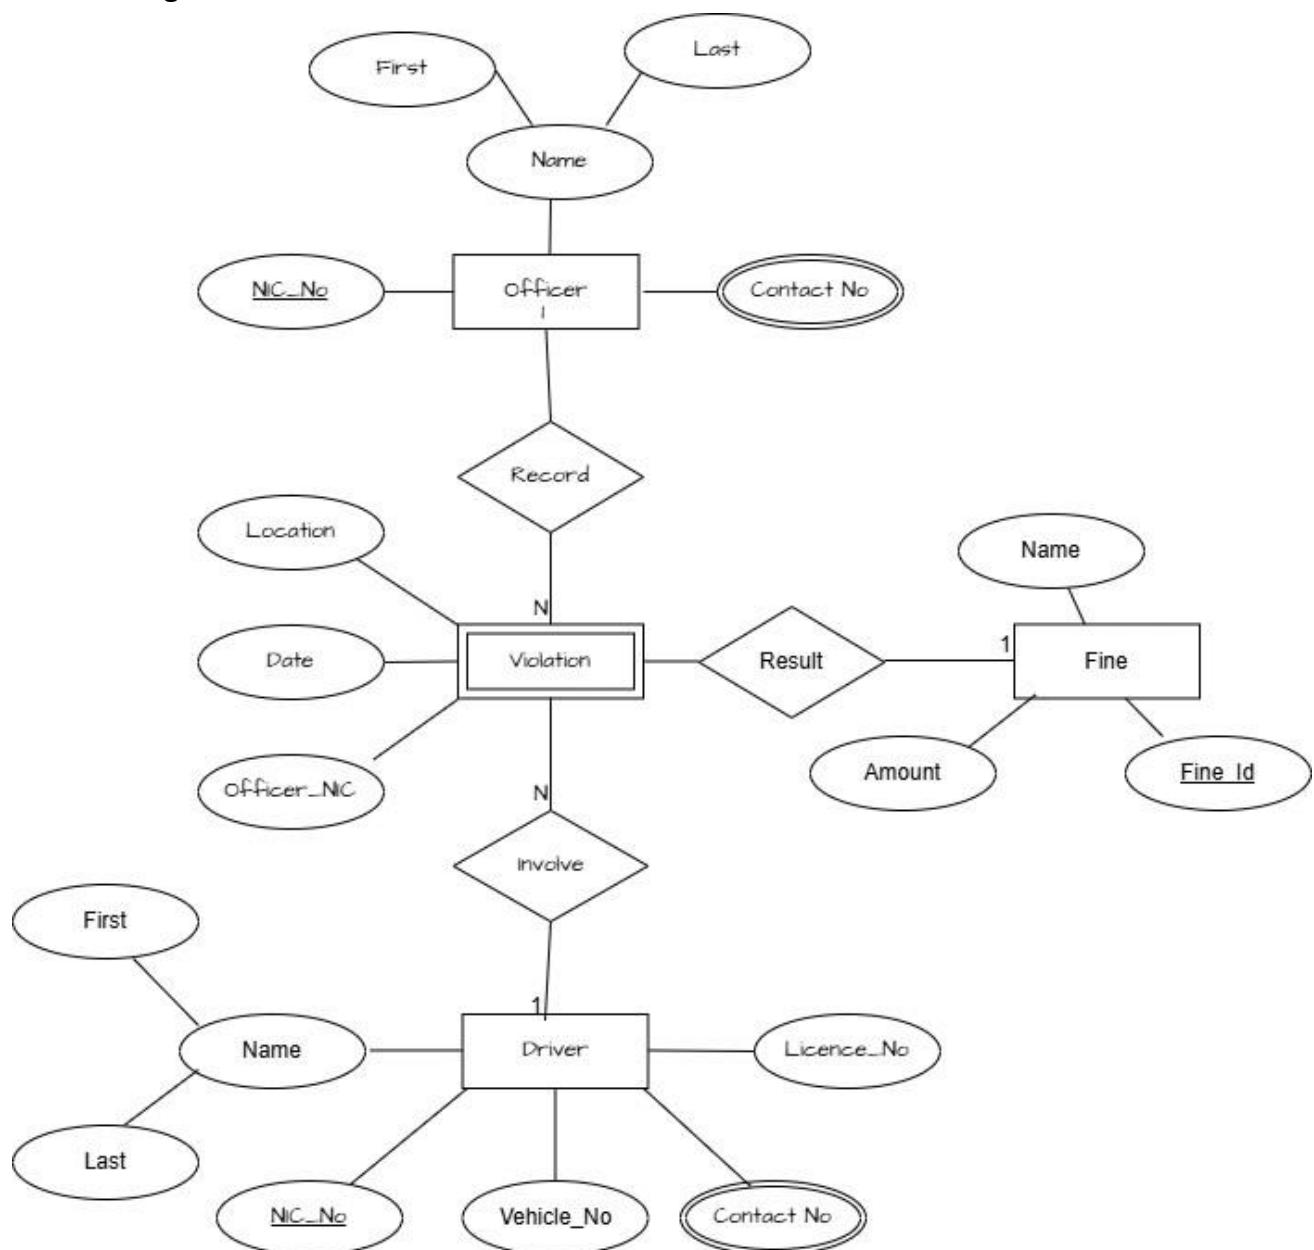 First
Last
Name
NIC_No
Officer
1
Contact No
Record
Location
N
Name
Date
Violation
Result
1
Fine
Officer_NIC
N
Amount
Fine_Id
Involve
First
1
Name
Driver
Licence_No
Last
NIC_No
Vehicle_No
Contact No